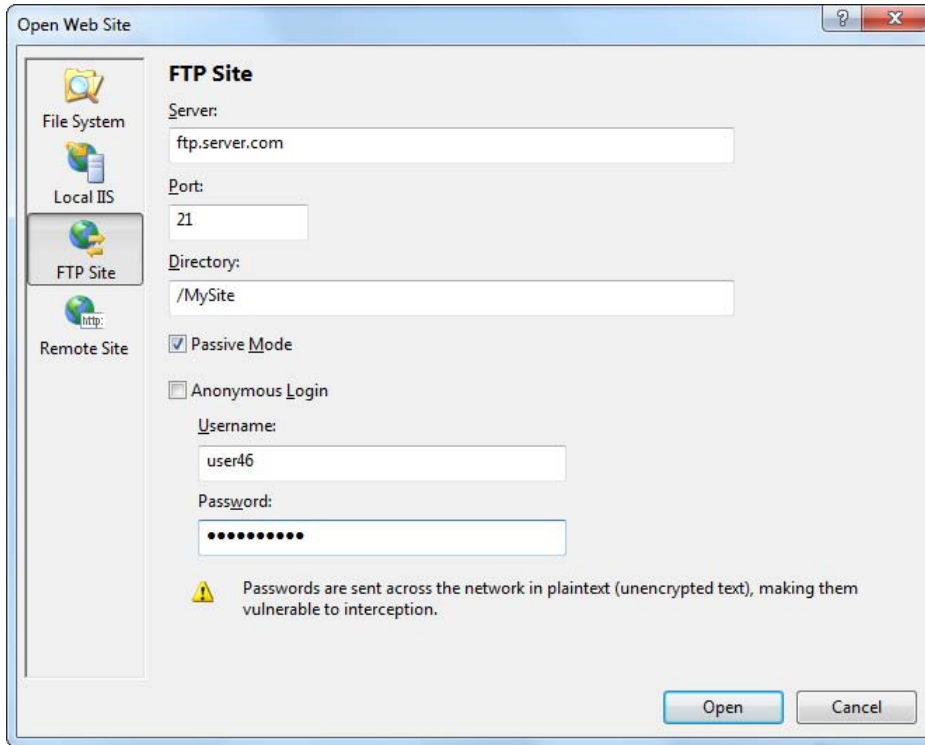 Open Web Site
?
File System
Local IIS
FTP Site
http:
Remote Site
FTP Site
Server:
ftp.server.com
Port:
21
Directory:
/MySite
Passive Mode
Anonymous Login
Username:
user46
Password:
••••••••••
Passwords are sent across the network in plaintext (unencrypted text), making them
vulnerable to interception.
Open
Cancel